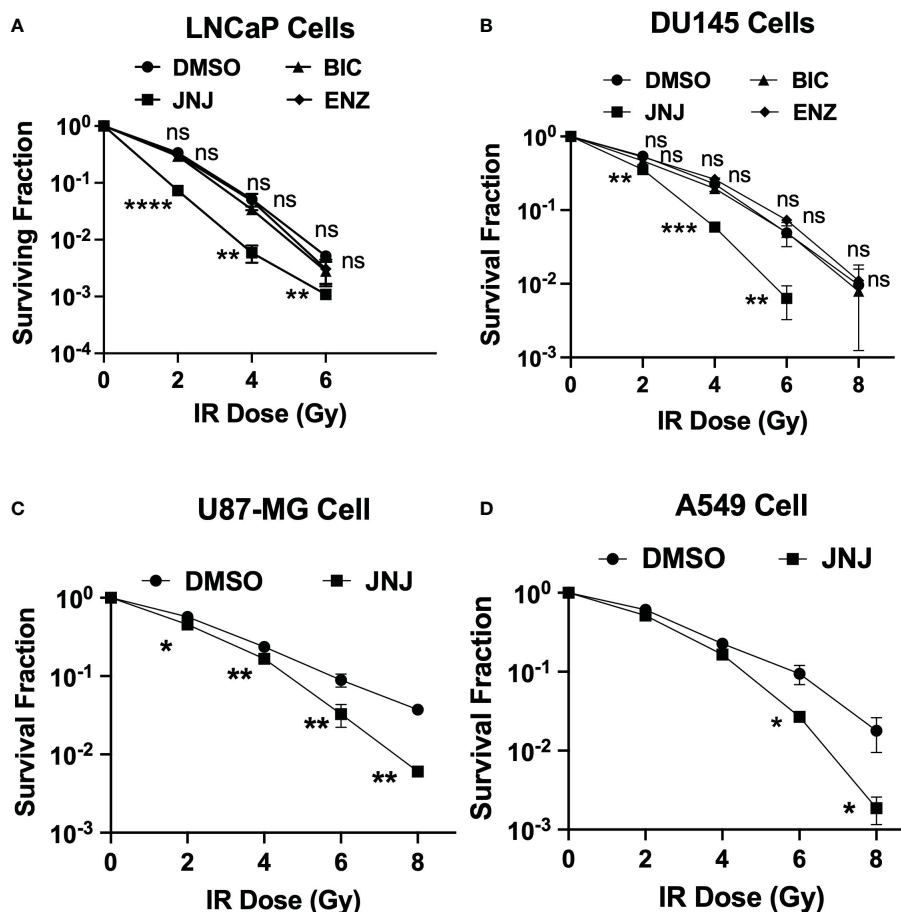 A
LNCaP Cells
DMSO BIC
JNJ ENZ
Surviving Fraction
10^0
10^-1
10^-2
10^-3
10^-4
ns
ns
ns
ns
ns
ns
****
**
**
0 2 4 6
IR Dose (Gy)
B
DU145 Cells
DMSO BIC
JNJ ENZ
Survival Fraction
10^0
10^-1
10^-2
10^-3
ns
ns
ns
ns
ns
ns
ns
ns
**
***
**
0 2 4 6 8
IR Dose (Gy)
C
U87-MG Cell
DMSO JNJ
Survival Fraction
10^0
10^-1
10^-2
10^-3
*
**
**
**
0 2 4 6 8
IR Dose (Gy)
D
A549 Cell
DMSO JNJ
Survival Fraction
10^0
10^-1
10^-2
10^-3
*
*
0 2 4 6 8
IR Dose (Gy)